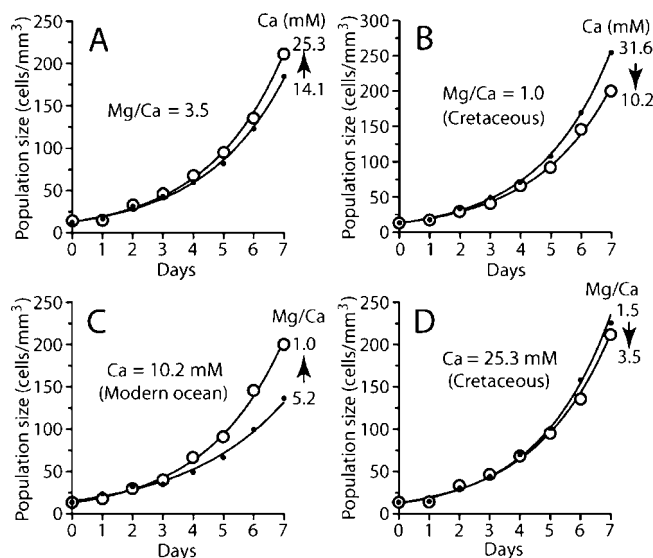 A
Ca (mM)
25.3
14.1
Mg/Ca = 3.5
Population size (cells/mm³)
250
200
150
100
50
0
0 1 2 3 4 5 6 7
Days
B
Ca (mM)
31.6
10.2
Mg/Ca = 1.0
(Cretaceous)
Population size (cells/mm³)
300
250
200
150
100
50
0
0 1 2 3 4 5 6 7
Days
C
Mg/Ca
1.0
5.2
Ca = 10.2 mM
(Modern ocean)
Population size (cells/mm³)
250
200
150
100
50
0
0 1 2 3 4 5 6 7
Days
D
Mg/Ca
1.5
3.5
Ca = 25.3 mM
(Cretaceous)
Population size (cells/mm³)
250
200
150
100
50
0
0 1 2 3 4 5 6 7
Days